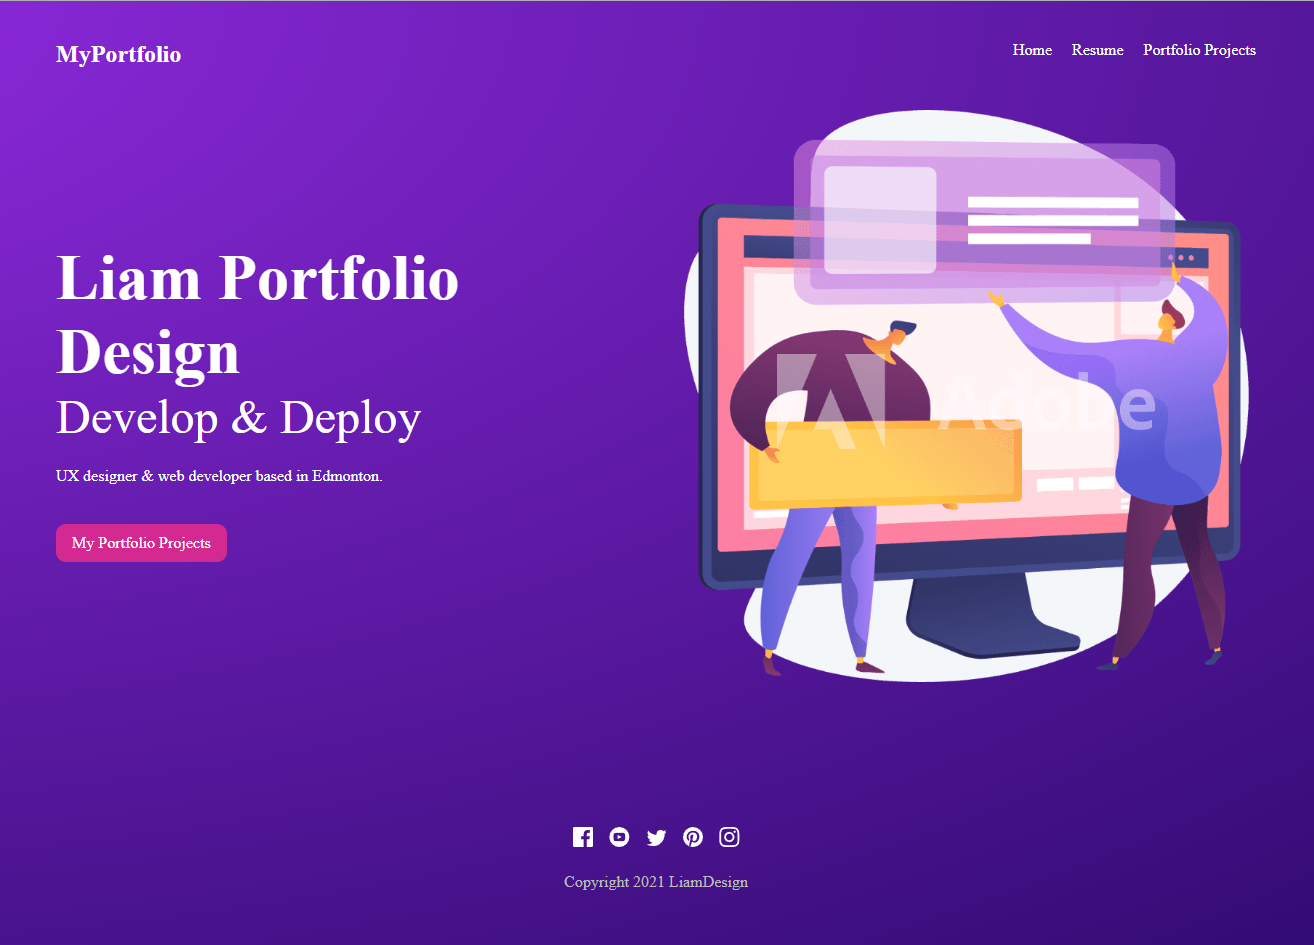 MyPortfolio
Home Resume Portfolio Projects
Liam Portfolio
Design
Develop & Deploy
UX designer & web developer based in Edmonton.
My Portfolio Projects
Adobe
Copyright 2021 LiamDesign